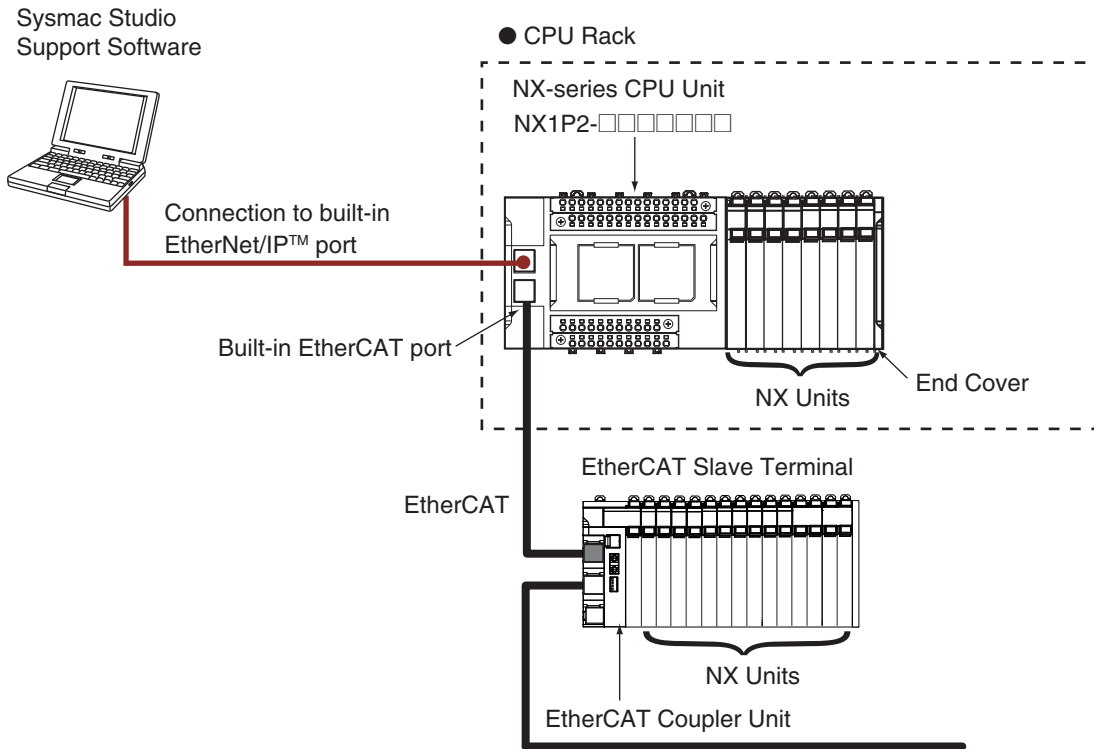 Sysmac Studio
Support Software
● CPU Rack
NX-series CPU Unit
NX1P2-□□□□□□□
Connection to built-in
EtherNet/IP™ port
Built-in EtherCAT port
End Cover
NX Units
EtherCAT Slave Terminal
EtherCAT
NX Units
EtherCAT Coupler Unit